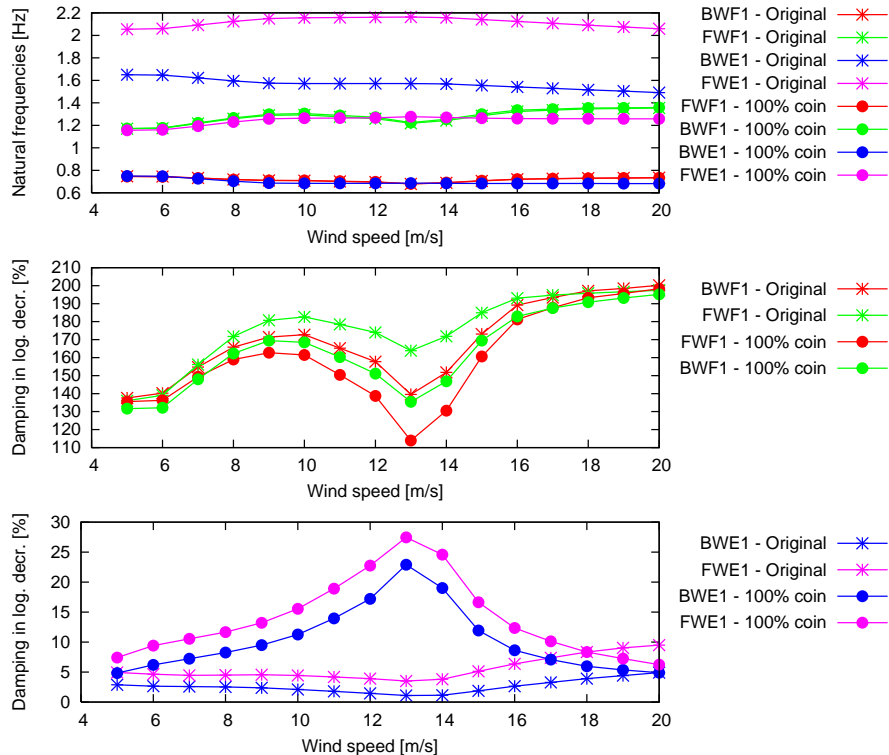 Natural frequencies [Hz]
2.2
2
1.8
1.6
1.4
1.2
1
0.8
0.6
4 6 8 10 12 14 16 18 20
Wind speed [m/s]
BWF1 - Original
FWF1 - Original
BWE1 - Original
FWE1 - Original
FWF1 - 100% coin
BWF1 - 100% coin
BWE1 - 100% coin
FWE1 - 100% coin
Damping in log. decr. [%]
210
200
190
180
170
160
150
140
130
120
110
4 6 8 10 12 14 16 18 20
Wind speed [m/s]
BWF1 - Original
FWF1 - Original
FWF1 - 100% coin
BWF1 - 100% coin
Damping in log. decr. [%]
30
25
20
15
10
5
0
4 6 8 10 12 14 16 18 20
Wind speed [m/s]
BWE1 - Original
FWE1 - Original
BWE1 - 100% coin
FWE1 - 100% coin